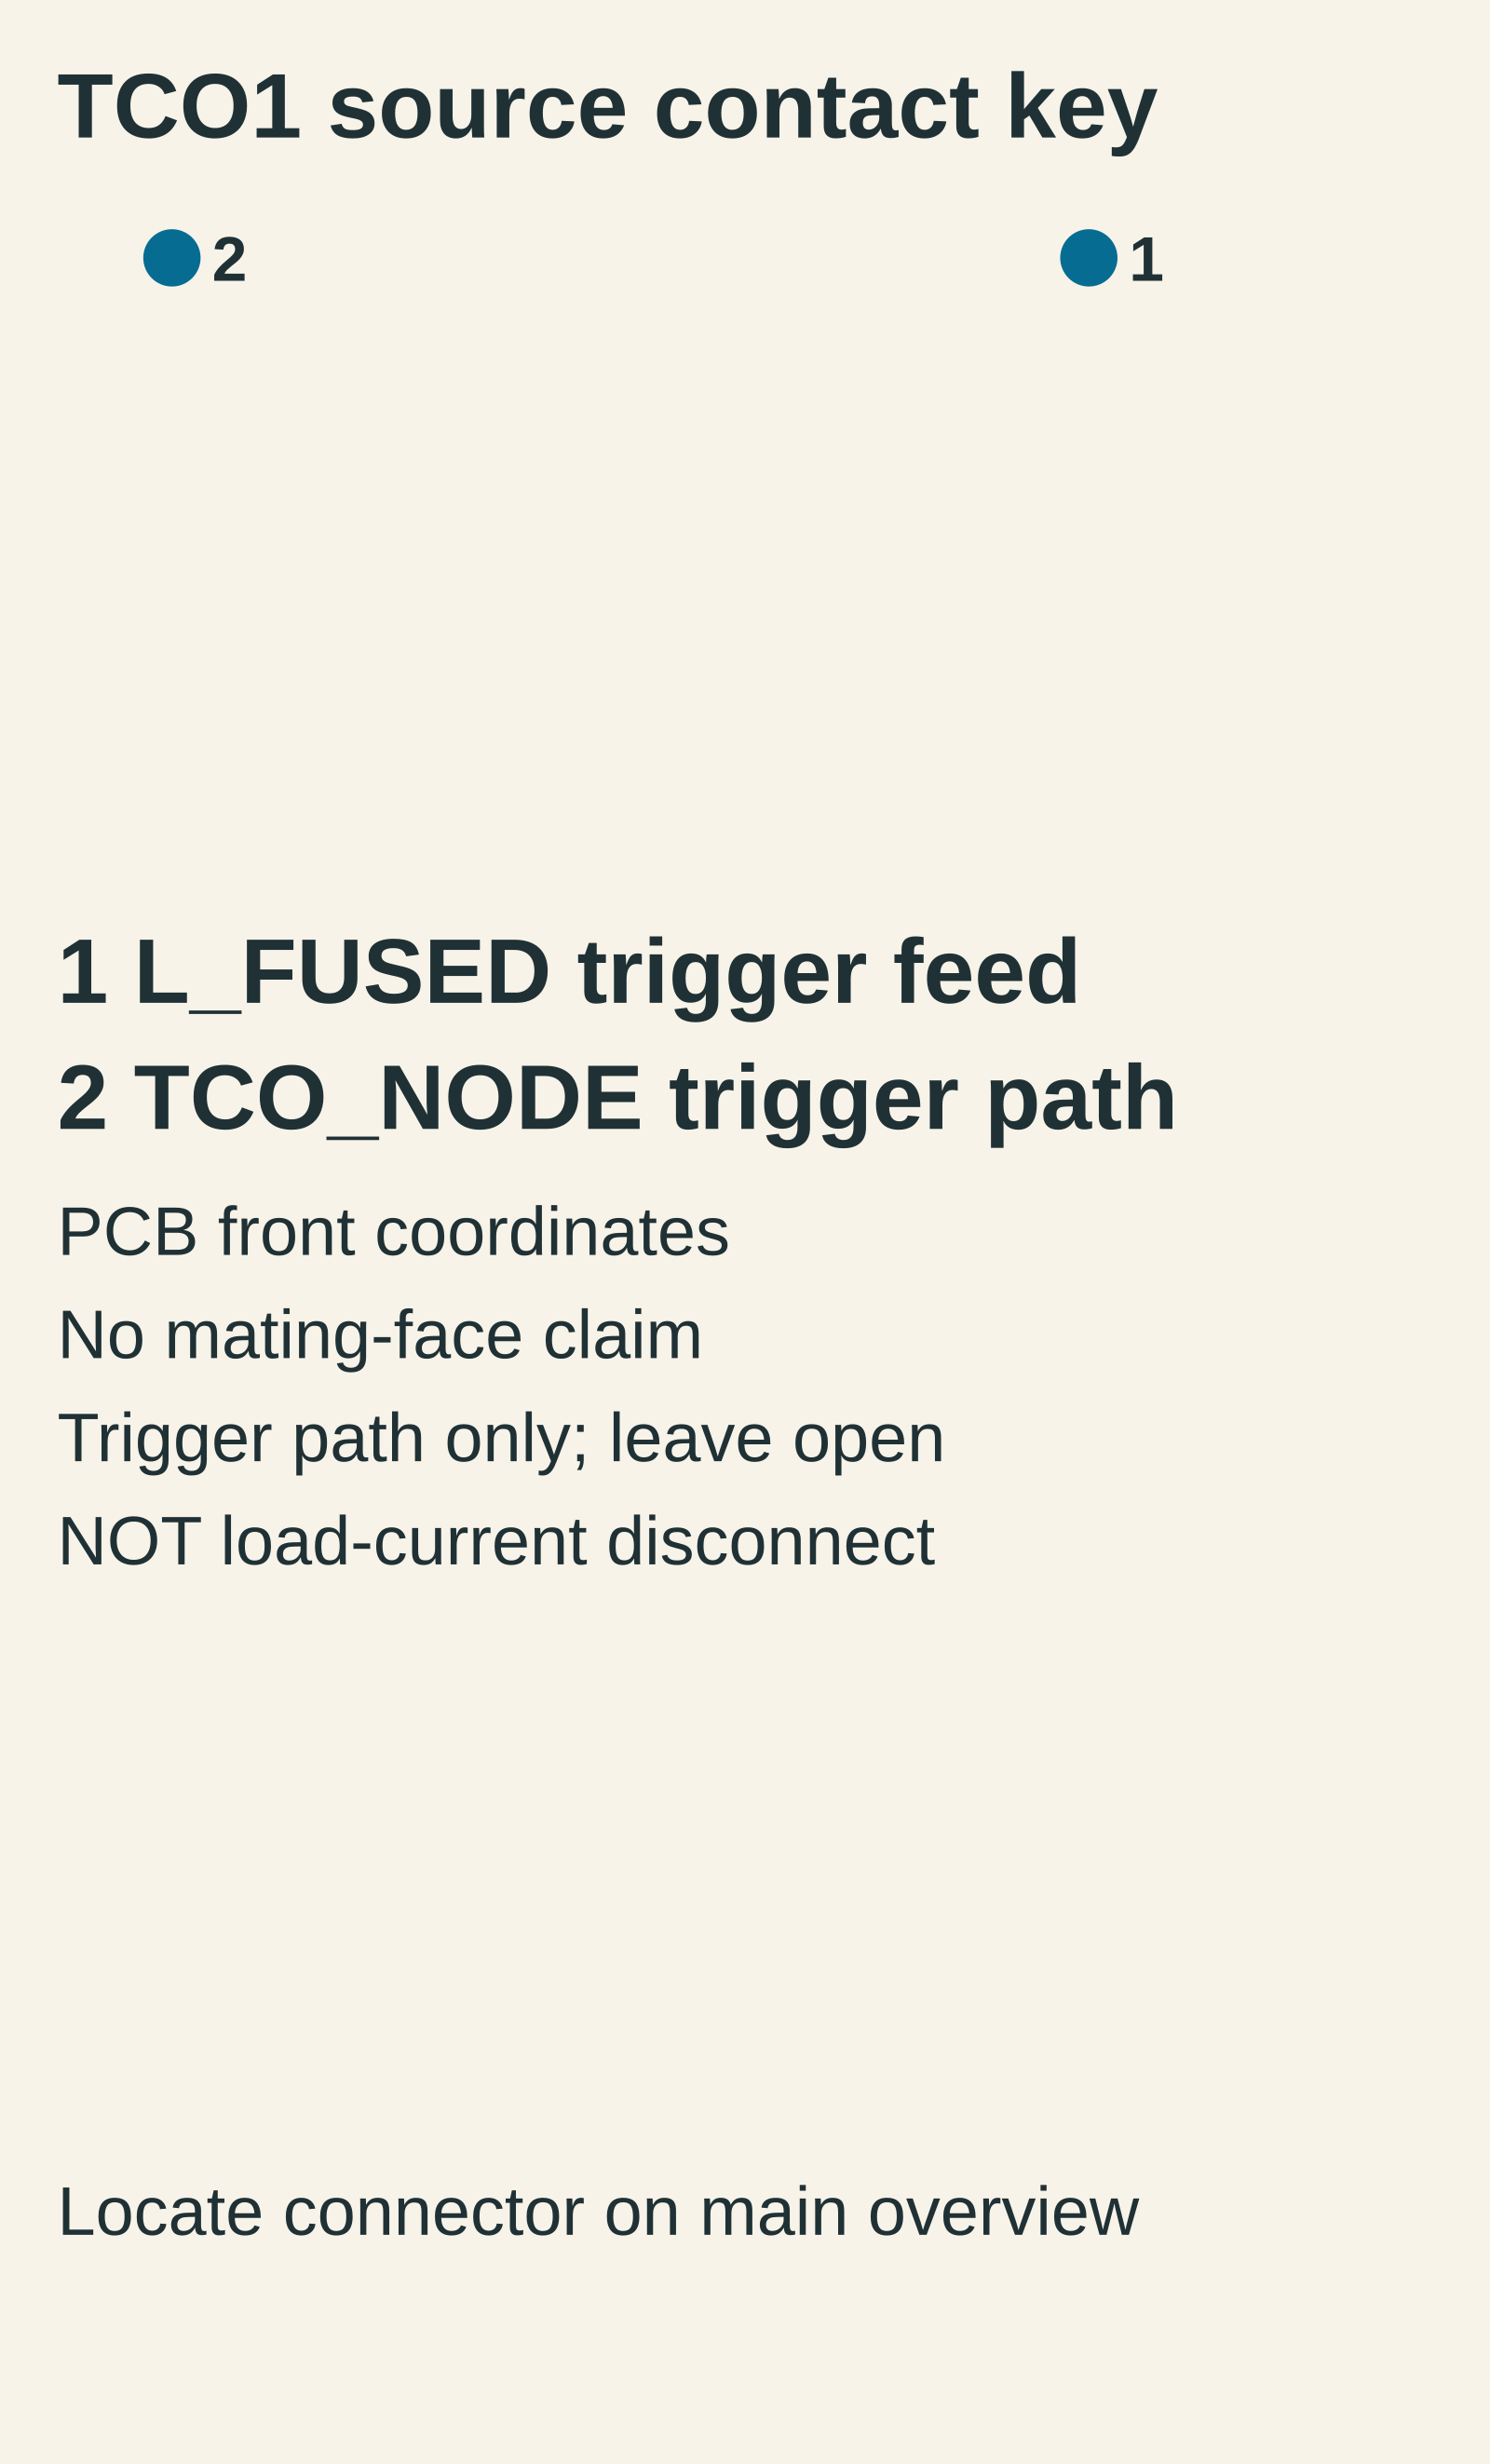 TCO1 source contact key
2 1
1 L_FUSED trigger feed
2 TCO_NODE trigger path
PCB front coordinates
No mating-face claim
Trigger path only; leave open
NOT load-current disconnect
Locate connector on main overview